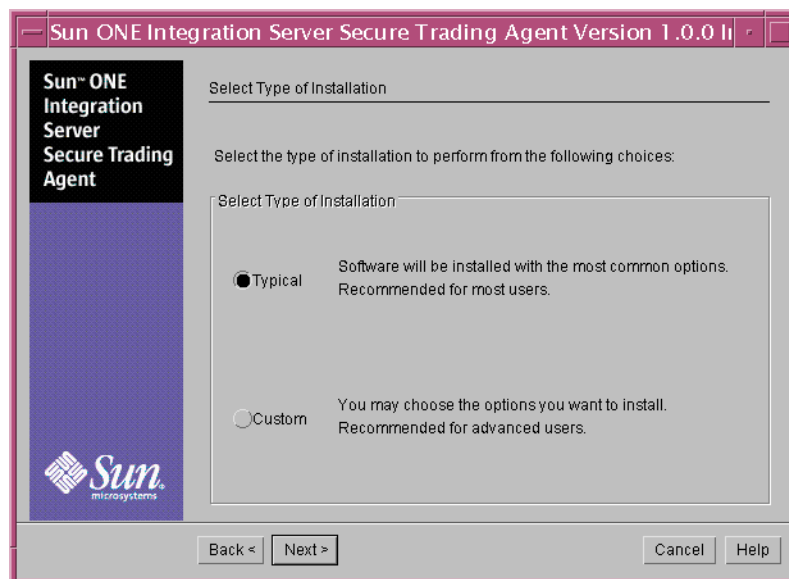 Sun ONE Integration Server Secure Trading Agent Version 1.0.0 I
Sun™ ONE
Integration
Server
Secure Trading
Agent
Select Type of Installation
Select the type of installation to perform from the following choices:
Select Type of Installation
Typical
Software will be installed with the most common options.
Recommended for most users.
Custom
You may choose the options you want to install.
Recommended for advanced users.
Sun
microsystems
Back <
Next >
Cancel
Help